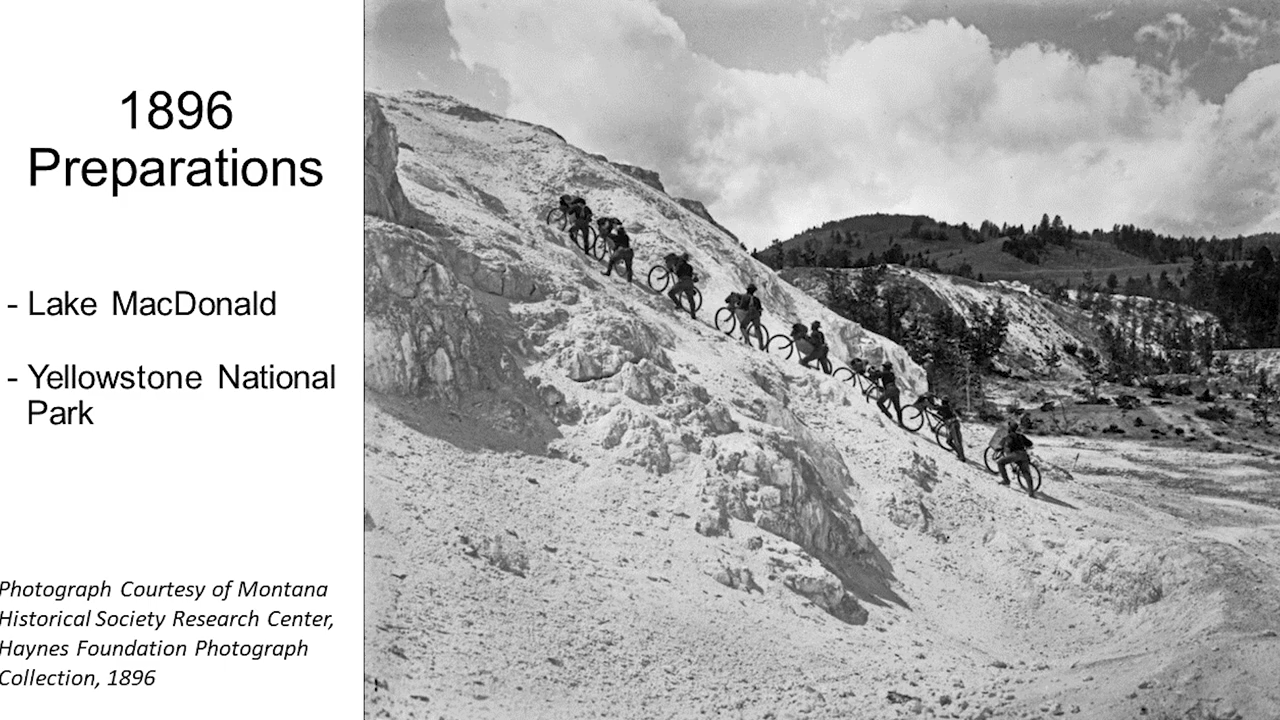 1896
Preparations
- Lake MacDonald
- Yellowstone National
Park
Photograph Courtesy of Montana
Historical Society Research Center,
Haynes Foundation Photograph
Collection, 1896